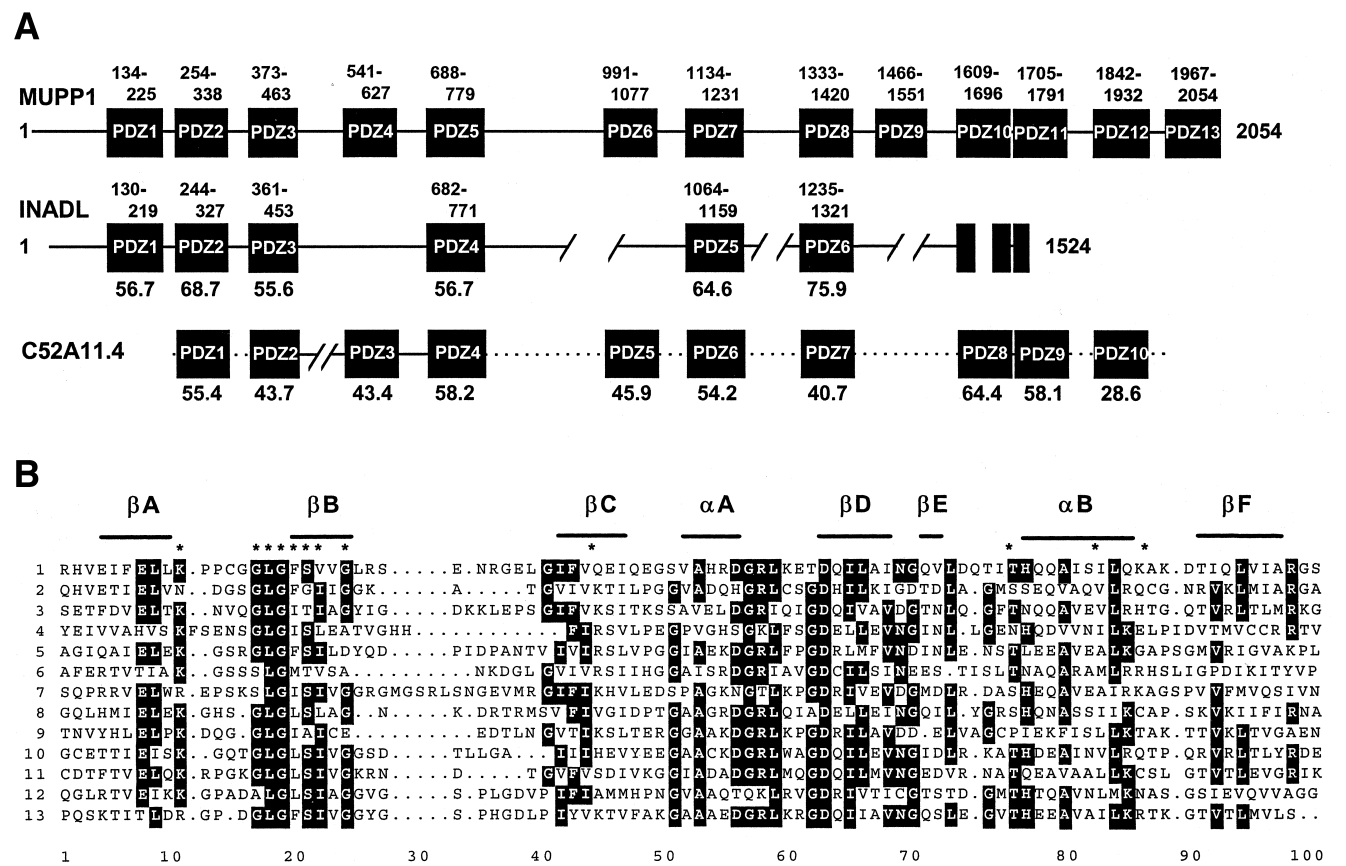 A
134- 254- 373- 541- 688- 991- 1134- 1333- 1466- 1609- 1705- 1842- 1967-
MUPP1 225 338 463 627 779 1077 1231 1420 1551 1696 1791 1932 2054
1 PDZ1 PDZ2 PDZ3 PDZ4 PDZ5 PDZ6 PDZ7 PDZ8 PDZ9 PDZ10 PDZ11 PDZ12 PDZ13 2054
130- 244- 361- 682- 1064- 1235-
INADL 219 327 453 771 1159 1321
1 PDZ1 PDZ2 PDZ3 PDZ4 PDZ5 PDZ6 1524
56.7 68.7 55.6 56.7 64.6 75.9
C52A11.4 PDZ1 PDZ2 PDZ3 PDZ4 PDZ5 PDZ6 PDZ7 PDZ8 PDZ9 PDZ10
55.4 43.7 43.4 58.2 45.9 54.2 40.7 64.4 58.1 28.6
B
βA βB βC αA βD βE αB βF
* * * * * * * * * * * *
1 RHVEIFELLK.PPCGGLGFSVVGLRS.....E.NRGELGIFVQEIQEGSVAHRDGRLKETDQILAINGQVLDQTITHQQAISILQKAK.DTIQLVIARGS
2 QHVETIELVN..DGSGLGFGIIGGK......A.....TGVIVKTILPGGVADQHGRLCSGDHILKIGDTDLA.GMSSEQVAQVLRQCG.NRVKLMIARGA
3 SETFDVELTK..NVQGLGITIAGYIG.....DKKLEPSGIFVKSITKSSAVELDGRIQIGDQIVAVDGTNLQ.GFTNQQAVEVLRHTG.QTVRLTLMRKG
4 YEIVVAHVSKFSENSGLGISLEATVGHH............FIRSVLPEGPVGHSGKLFSGDELLEVNGINL.LGENHQDVVNILKELPIDVTMVCCRRTV
5 AGIQAIELEK...GSRGLGFSILDYQD.....PIDPANTVIVIRSLVPGGIAEKDGRLFPGDRLMFVNDINLE.NSTLEEAVEALKGAPSGMVRIGVAKPL
6 AFERTVTIAK...GSSSLGMTVSA..........NKDGLGVIVRSIIHGGAISRDGRIAVGDCILSINEES.TISLTNAQARAMLRRHSLIGPDIKITYVP
7 SQPRRVELWR.EPSKSLGISIVGGRGMGSRLSNGEVMRGIFIKHVLEDSPAGKNGTLKPGDRIVEVDGMDLR.DASHEQAVEAIRKAGSPVVFMVQSIVN
8 GQLHMIELEK.GHS.GLGLSLAG..N.....K.DRTRMSVFIVGIDPTGAAGRDGRLQIADELLEINGQIL.YGRSHQNASSIIKCAP.SKVKIIFIRNA
9 TNVYHLELPK.DQG.GLGIAICE........EDTLNGVTIKSLTERGGAAKDGRLKPGDRILAVDD.ELVAGCPIEKFISLLKTAK.TTVKLTVGAEN
10 GCETTIEISK..GQTGLGLSIVGGSD.....TLLGA...IIIHEVYEEGAACKDGRLWAGDQILEVNGIDLR.KATHDEAINVLRQTP.QRVRLTLYRDE
11 CDTFTVELQK.RPGKGLGLSIVGKRN.....D.....TGVFVSDIVKGGIADADGRLMQGDQILMVNGEDVR.NATQEAVAALLKCSL.GTVTLEVGRIK
12 QGLRTVEIKK.GPADALGLSIAGGVG.....S.PLGDVPIFIAMMHPNGVAAQTQKLRVGDRIVTICGTSTD.GMTHTQAVNLMKNAS.GSIEVQVVAGG
13 PQSKTITLDR.GP.DGLGFSIVGGYG.....S.PHGDLPIYVKTVFAKGAAAEDGRLKRGDQIIAVNGQSLE.GVTHEEAVAILKRTK.GTVTLMVLS..
1 10 20 30 40 50 60 70 80 90 100